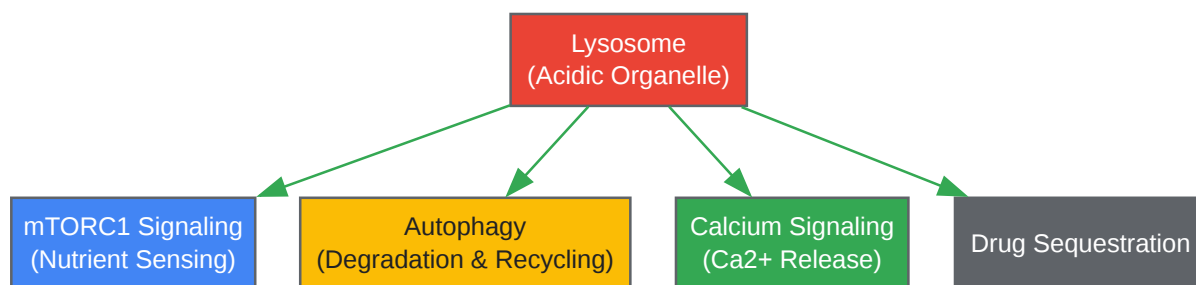 Lysosome
(Acidic Organelle)
mTORC1 Signaling
(Nutrient Sensing)
Autophagy
(Degradation & Recycling)
Calcium Signaling
(Ca2+ Release)
Drug Sequestration